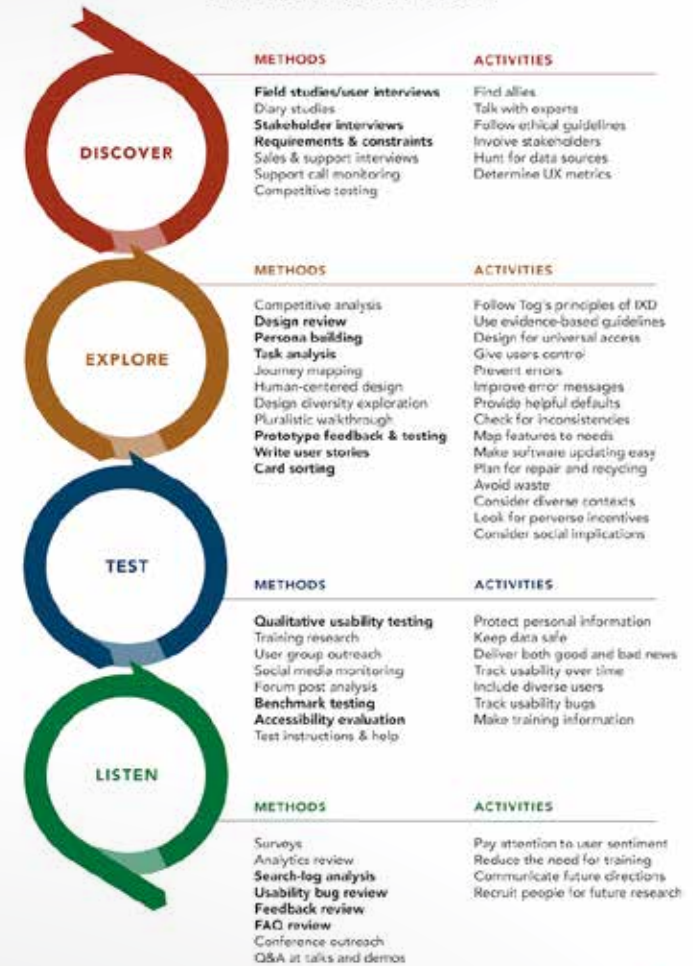 DISCOVER
METHODS
Field studies/user interviews
Diary studies
Stakeholder interviews
Requirements & constraints
Sales & support interviews
Support call monitoring
Competitive testing
ACTIVITIES
Find allies
Talk with experts
Follow ethical guidelines
Involve stakeholders
Hunt for data sources
Determine UX metrics
EXPLORE
METHODS
Competitive analysis
Design review
Persona building
Task analysis
Journey mapping
Human-centered design
Design diversity exploration
Pluralistic walkthrough
Prototype feedback & testing
Write user stories
Card sorting
ACTIVITIES
Follow Tog's principles of IXD
Use evidence-based guidelines
Design for universal access
Give users control
Prevent errors
Improve error messages
Provide helpful defaults
Check for inconsistencies
Map features to needs
Make software updating easy
Plan for repair and recycling
Avoid waste
Consider diverse contexts
Look for perverse incentives
Consider social implications
TEST
METHODS
Qualitative usability testing
Training research
User group outreach
Social media monitoring
Forum post analysis
Benchmark testing
Accessibility evaluation
Test instructions & help
ACTIVITIES
Protect personal information
Keep data safe
Deliver both good and bad news
Track usability over time
Include diverse users
Track usability bugs
Make training information
LISTEN
METHODS
Surveys
Analytics review
Search-log analysis
Usability bug review
Feedback review
FAQ review
Conference outreach
Q&A at talks and demos
ACTIVITIES
Pay attention to user sentiment
Reduce the need for training
Communicate future directions
Recruit people for future research